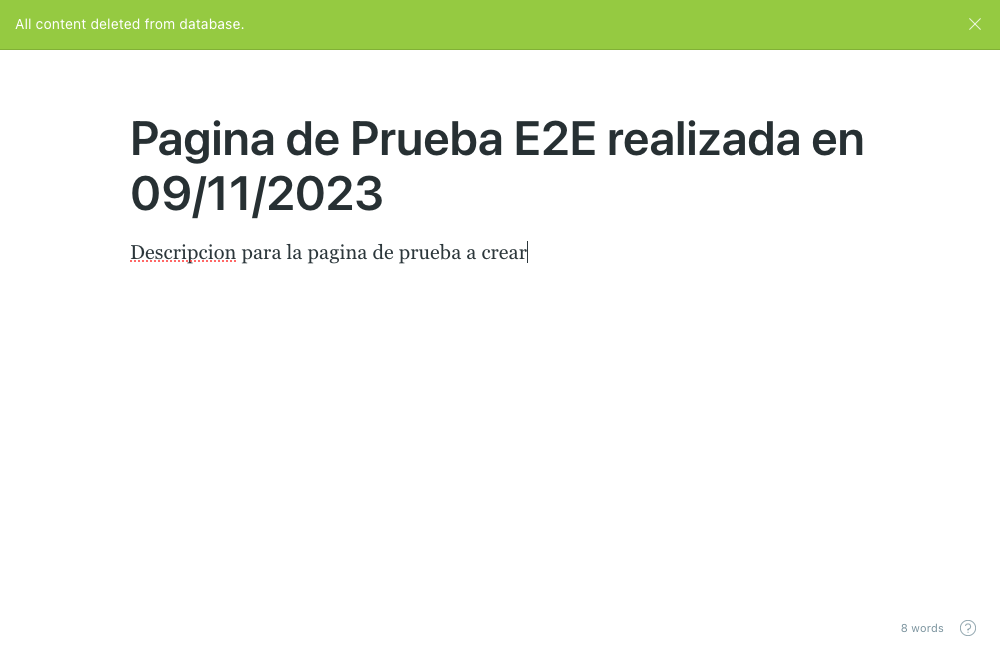 All content deleted from database.
Pagina de Prueba E2E realizada en
09/11/2023
Descripcion para la pagina de prueba a crear
8 words
?